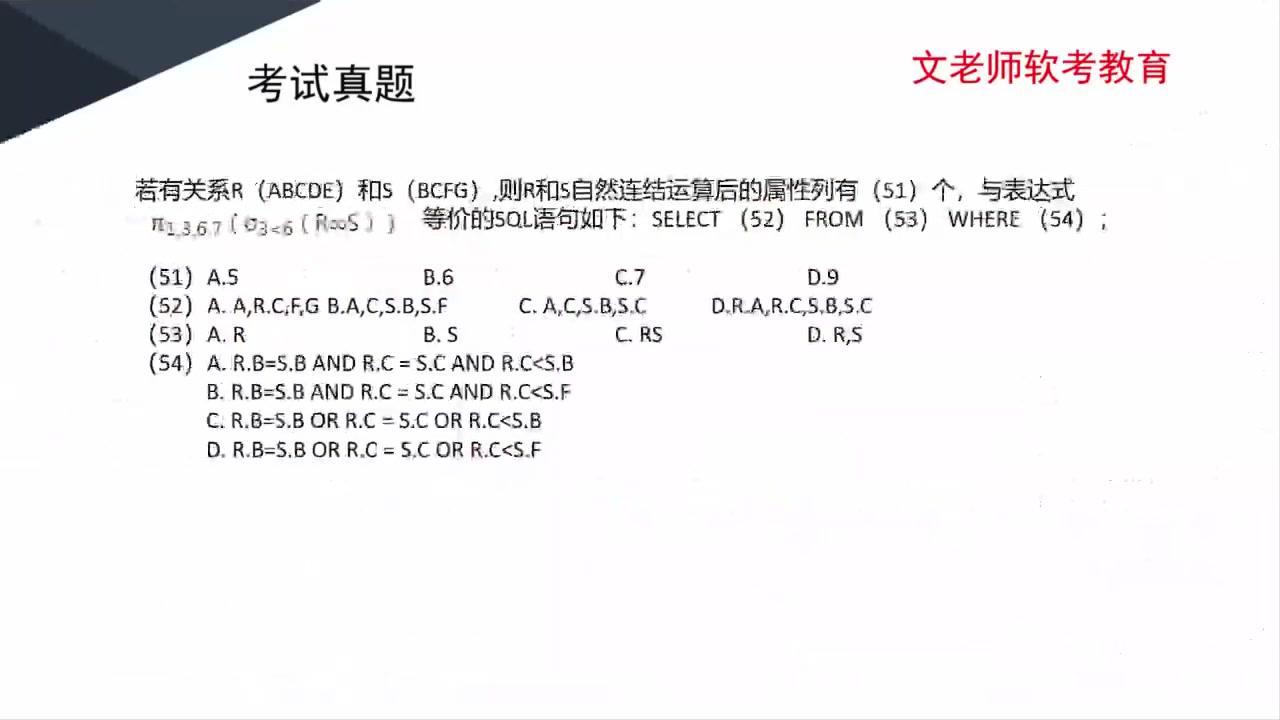 考试真题
文老师软考教育
若有关系R（ABCDE）和S（BCFG）,则R和S自然连结运算后的属性列有（51）个，与表达式
π1,3,6,7（σ3<6（R∞S）） 等价的SQL语句如下：SELECT （52） FROM （53） WHERE （54）；
（51）A.5 B.6 C.7 D.9
（52）A. A,R.C,F,G B.A,C,S.B,S.F C. A,C,S.B,S.C D.R.A,R.C,S.B,S.C
（53）A. R B. S C. RS D. R,S
（54）A. R.B=S.B AND R.C = S.C AND R.C<S.B
B. R.B=S.B AND R.C = S.C AND R.C<S.F
C. R.B=S.B OR R.C = S.C OR R.C<S.B
D. R.B=S.B OR R.C = S.C OR R.C<S.F